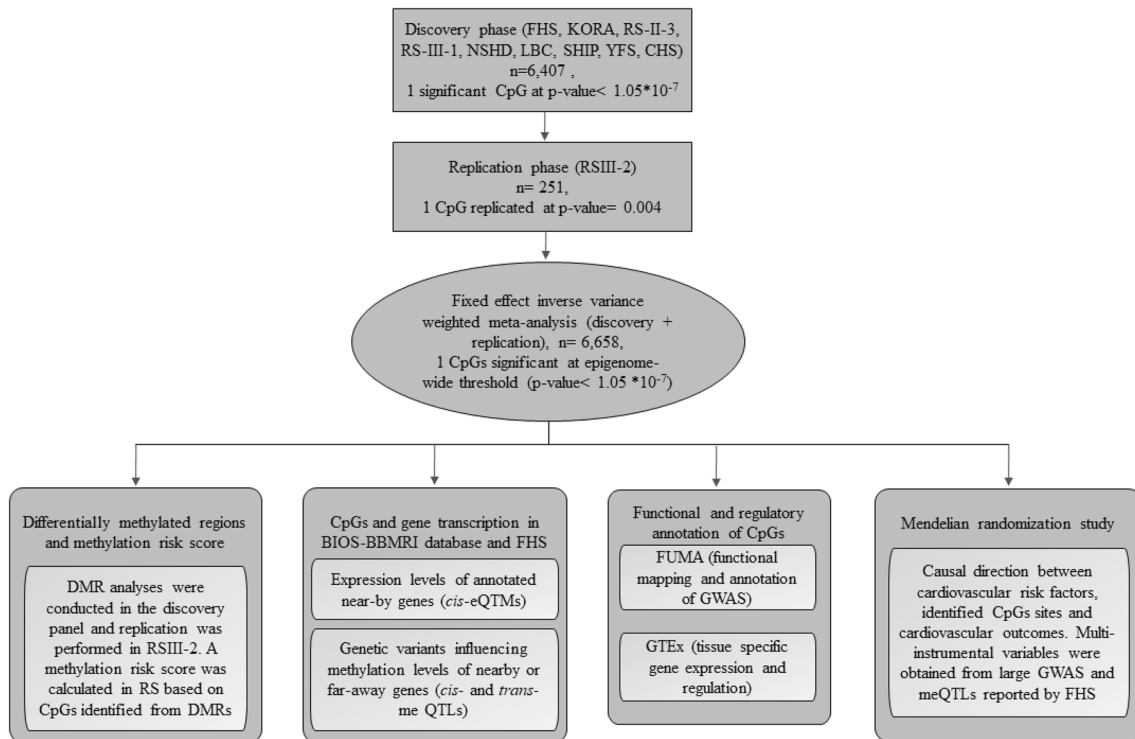 Discovery phase (FHS, KORA, RS-II-3,
RS-III-1, NSHD, LBC, SHIP, YFS, CHS)
n=6,407 ,
1 significant CpG at p-value< 1.05*10-7
Replication phase (RSIII-2)
n= 251,
1 CpG replicated at p-value= 0.004
Fixed effect inverse variance
weighted meta-analysis (discovery +
replication), n= 6,658,
1 CpGs significant at epigenome-
wide threshold (p-value< 1.05 *10-7)
Differentially methylated regions
and methylation risk score
DMR analyses were
conducted in the discovery
panel and replication was
performed in RSIII-2. A
methylation risk score was
calculated in RS based on
CpGs identified from DMRs
CpGs and gene transcription in
BIOS-BBMRI database and FHS
Expression levels of annotated
near-by genes (cis-eQTMs)
Genetic variants influencing
methylation levels of nearby or
far-away genes (cis- and trans-
me QTLs)
Functional and regulatory
annotation of CpGs
FUMA (functional
mapping and annotation
of GWAS)
GTEx (tissue specific
gene expression and
regulation)
Mendelian randomization study
Causal direction between
cardiovascular risk factors,
identified CpGs sites and
cardiovascular outcomes. Multi-
instrumental variables were
obtained from large GWAS and
meQTLs reported by FHS